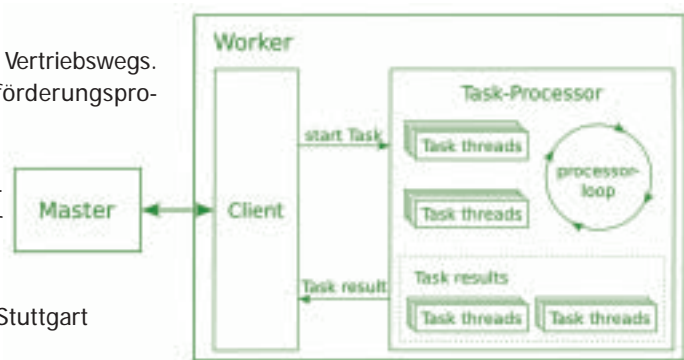 Vertriebswegs.
förderungspro-
Stuttgart
Worker
Master
Client
start Task
Task result
Task-Processor
Task threads
processor-
loop
Task threads
Task results
Task threads
Task threads